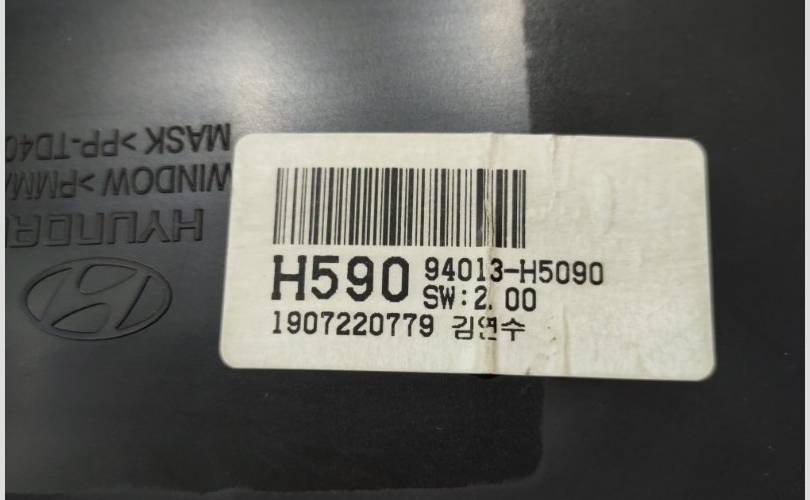 MASK >PP-TD40
WINDOW >PMMA
HYUNDAI
H590 94013-H5090
SW:2.00
1907220779 김연수